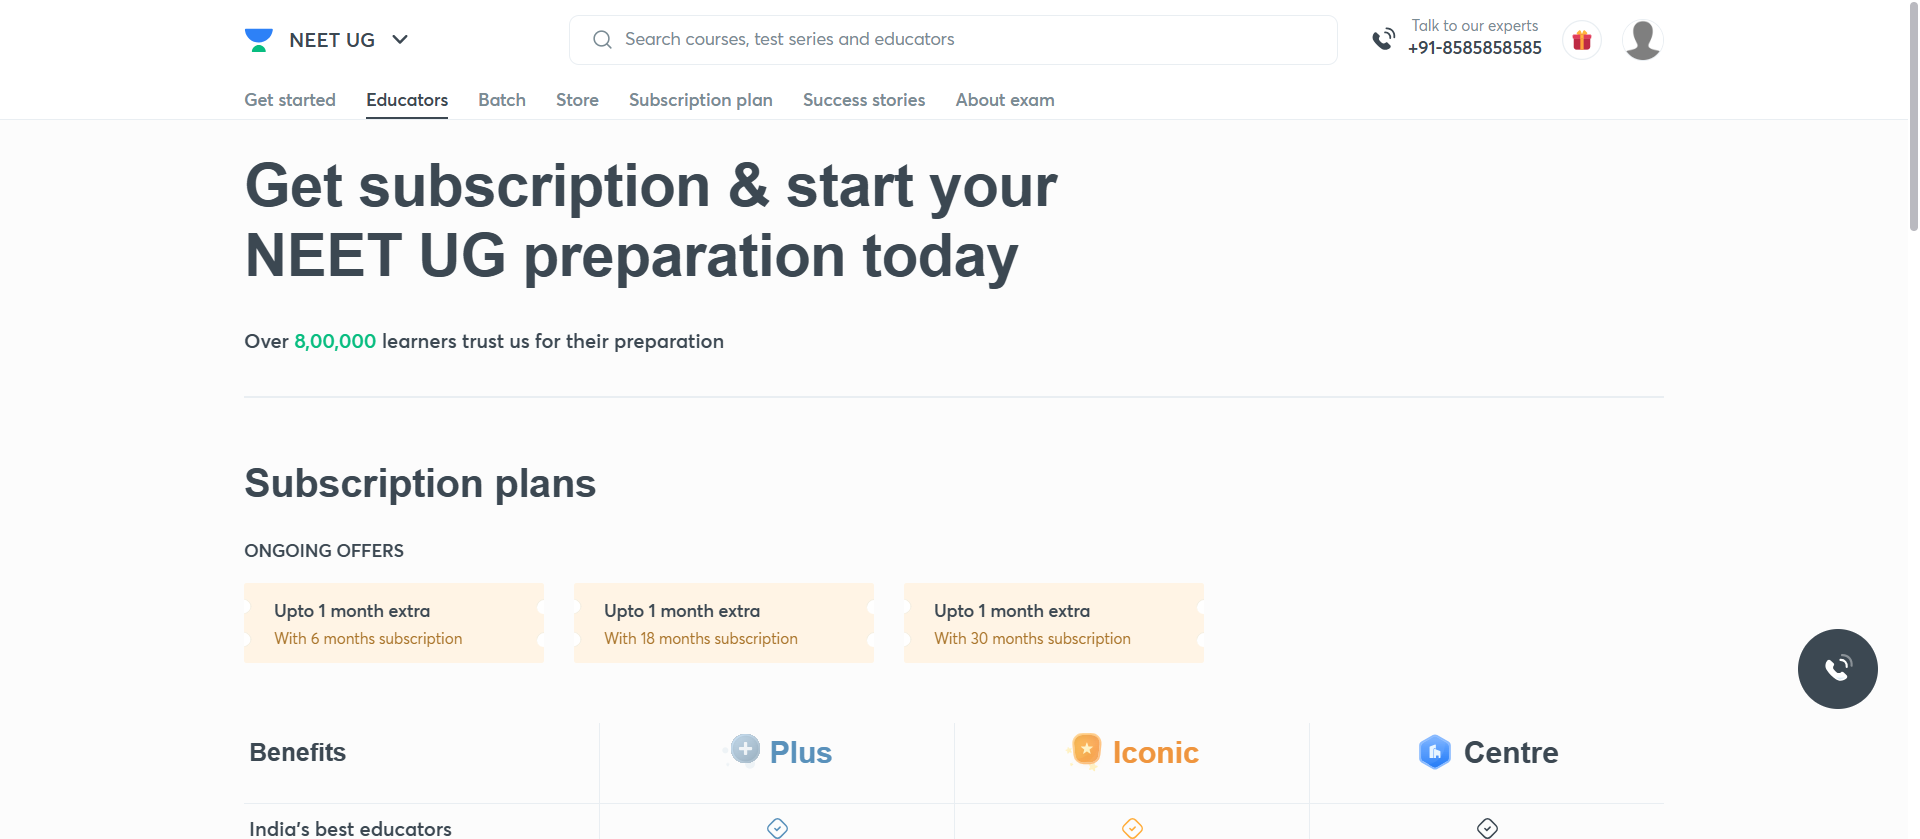 NEET UG
Search courses, test series and educators
Talk to our experts
+91-8585858585
Get started
Educators
Batch
Store
Subscription plan
Success stories
About exam
Get subscription & start your
NEET UG preparation today
Over 8,00,000 learners trust us for their preparation
Subscription plans
ONGOING OFFERS
Upto 1 month extra
With 6 months subscription
Upto 1 month extra
With 18 months subscription
Upto 1 month extra
With 30 months subscription
Benefits
Plus
Iconic
Centre
India's best educators